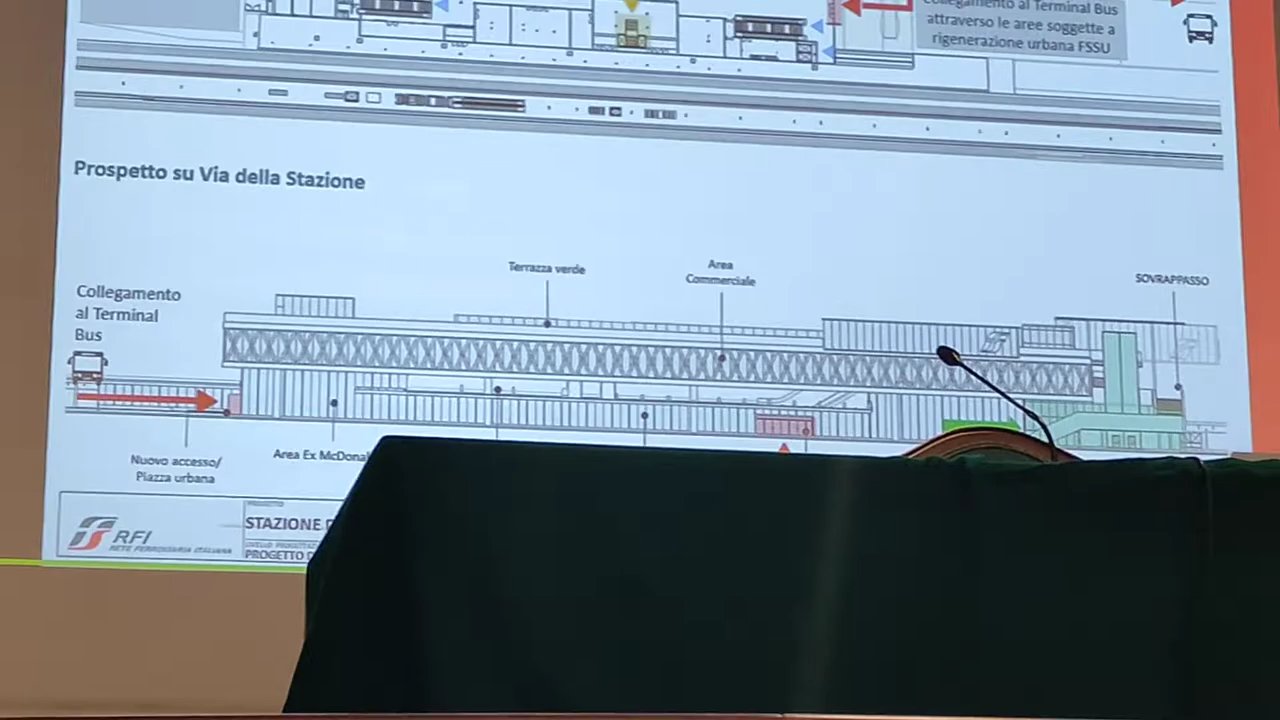 al Terminal Bus
attraverso le aree soggette a
rigenerazione urbana FSSU
Prospetto su Via della Stazione
Terrazza verde
Area
Commerciale
SOVRAPPASSO
Collegamento
al Terminal
Bus
Nuovo accesso/
Piazza urbana
Area Ex McDonal
RFI
RETE FERROVIARIA ITALIANA
PROGETTO
STAZIONE
PROGETTO